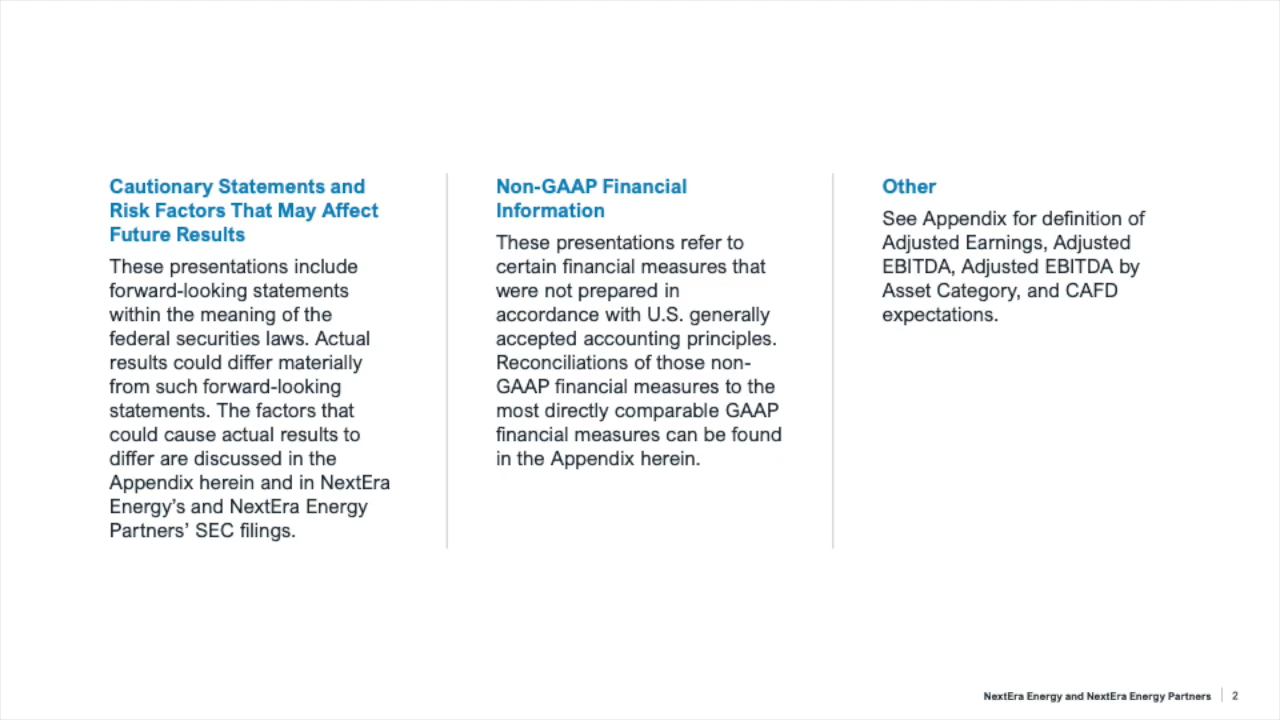 Cautionary Statements and
Risk Factors That May Affect
Future Results
These presentations include
forward-looking statements
within the meaning of the
federal securities laws. Actual
results could differ materially
from such forward-looking
statements. The factors that
could cause actual results to
differ are discussed in the
Appendix herein and in NextEra
Energy’s and NextEra Energy
Partners’ SEC filings.
Non-GAAP Financial
Information
These presentations refer to
certain financial measures that
were not prepared in
accordance with U.S. generally
accepted accounting principles.
Reconciliations of those non-
GAAP financial measures to the
most directly comparable GAAP
financial measures can be found
in the Appendix herein.
Other
See Appendix for definition of
Adjusted Earnings, Adjusted
EBITDA, Adjusted EBITDA by
Asset Category, and CAFD
expectations.
NextEra Energy and NextEra Energy Partners 2